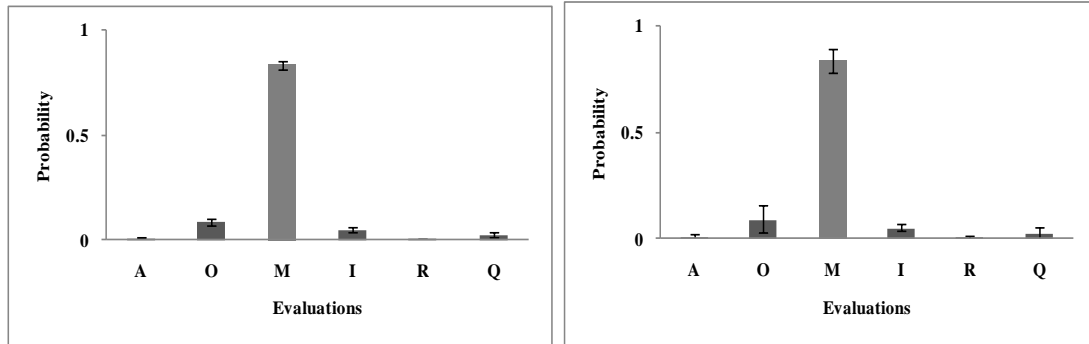 1
0.5
0
Probability
A O M I R Q
Evaluations
1
0.5
0
Probability
A O M I R Q
Evaluations